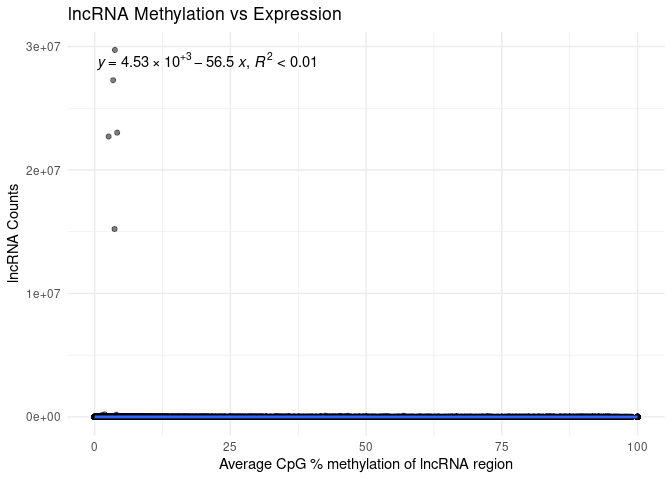 lncRNA Methylation vs Expression
3e+07
y = 4.53 × 10⁺³ – 56.5 x, R² < 0.01
2e+07
lncRNA Counts
1e+07
0e+00
0 25 50 75 100
Average CpG % methylation of lncRNA region